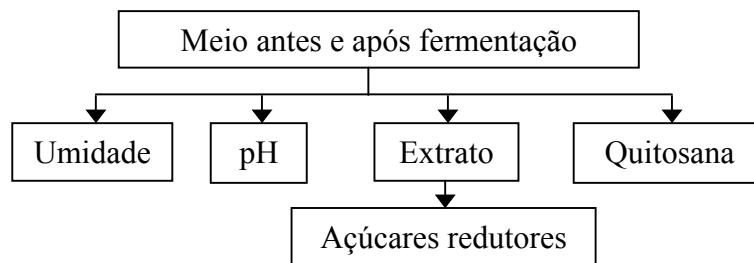 Meio antes e após fermentação
Umidade
pH
Extrato
Quitosana
Açúcares redutores